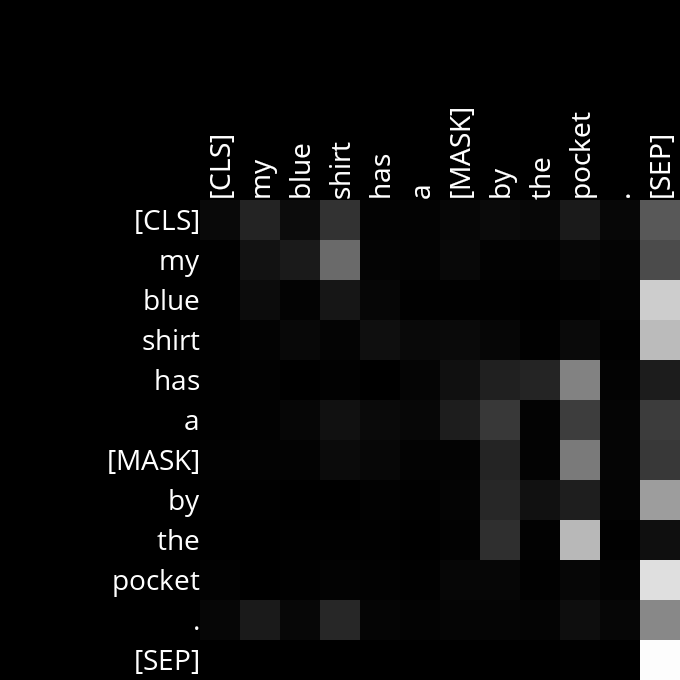 [CLS] my blue shirt has a [MASK] by the pocket . [SEP]
[CLS]
my
blue
shirt
has
a
[MASK]
by
the
pocket
.
[SEP]